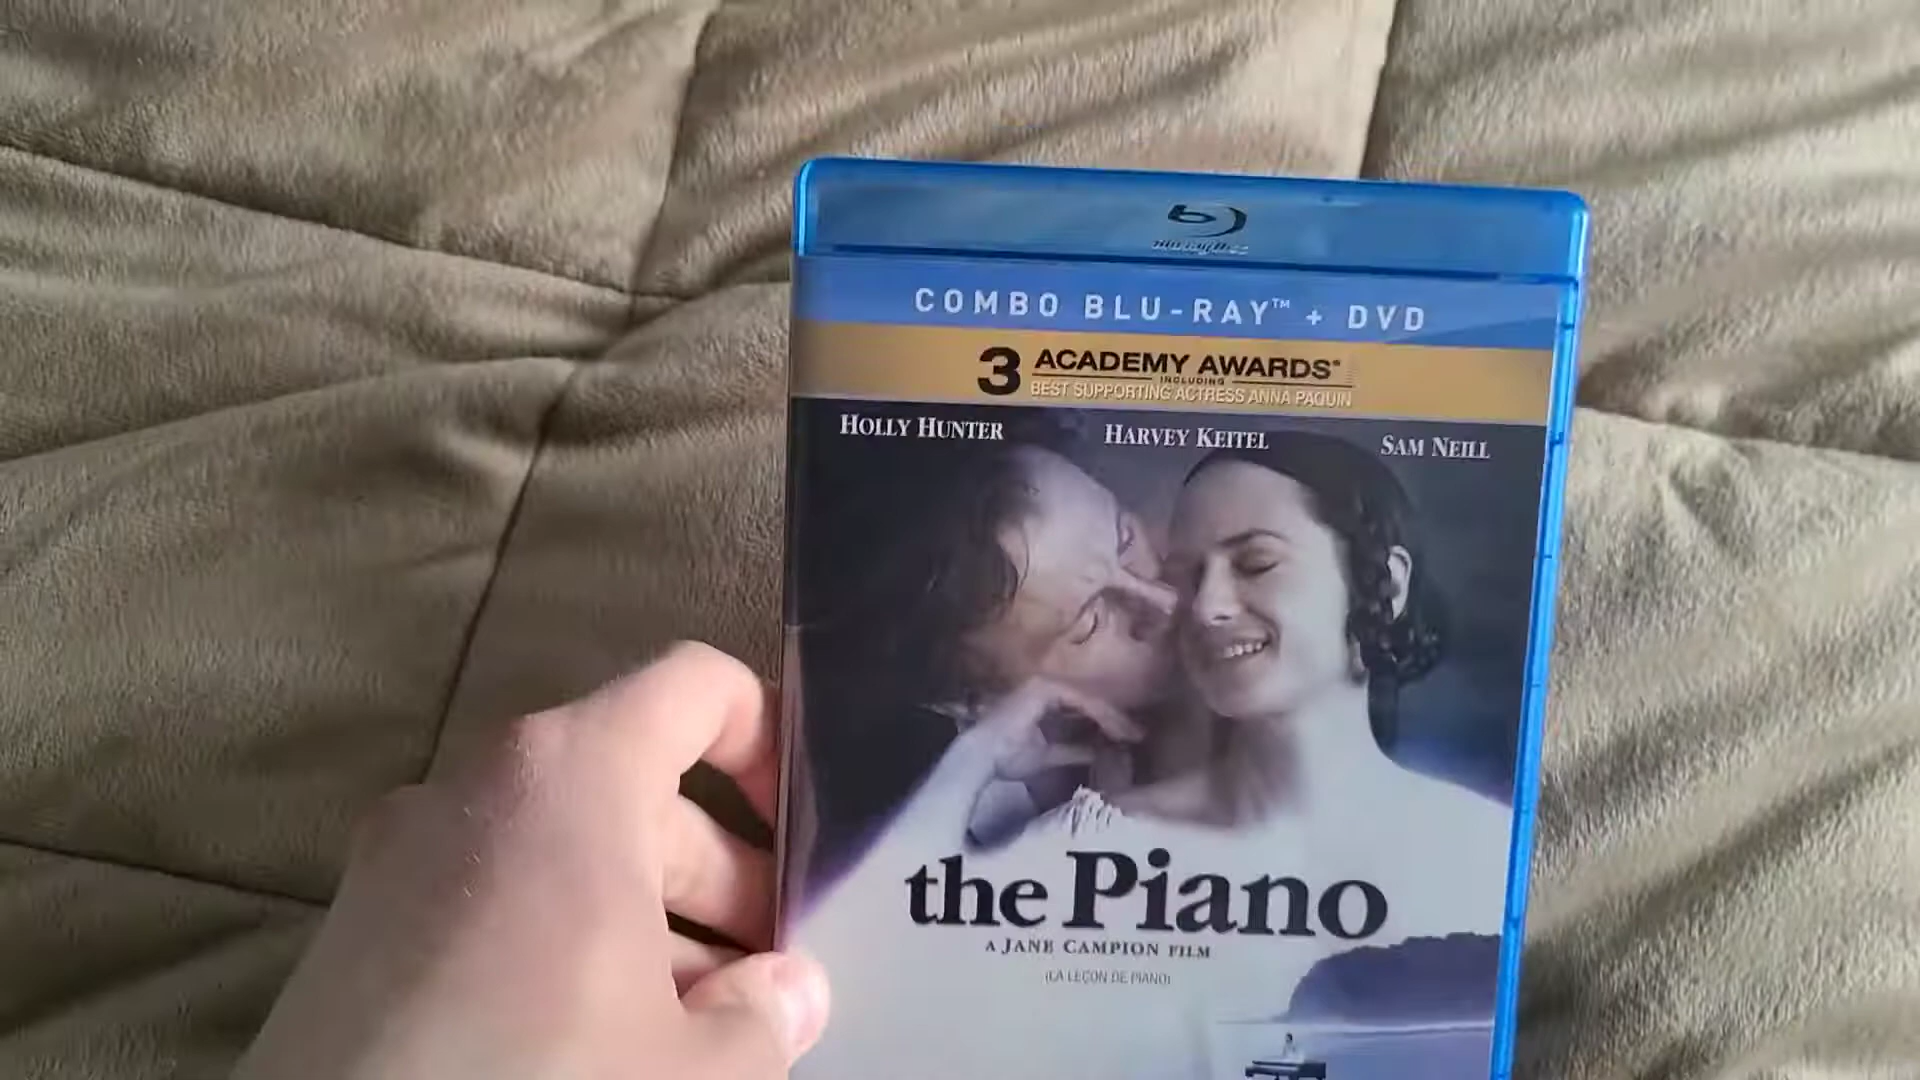 COMBO BLU-RAY™ + DVD
3 ACADEMY AWARDS®
INCLUDING
BEST SUPPORTING ACTRESS ANNA PAQUIN
HOLLY HUNTER HARVEY KEITEL SAM NEILL
the Piano
A JANE CAMPION FILM
(LA LEÇON DE PIANO)